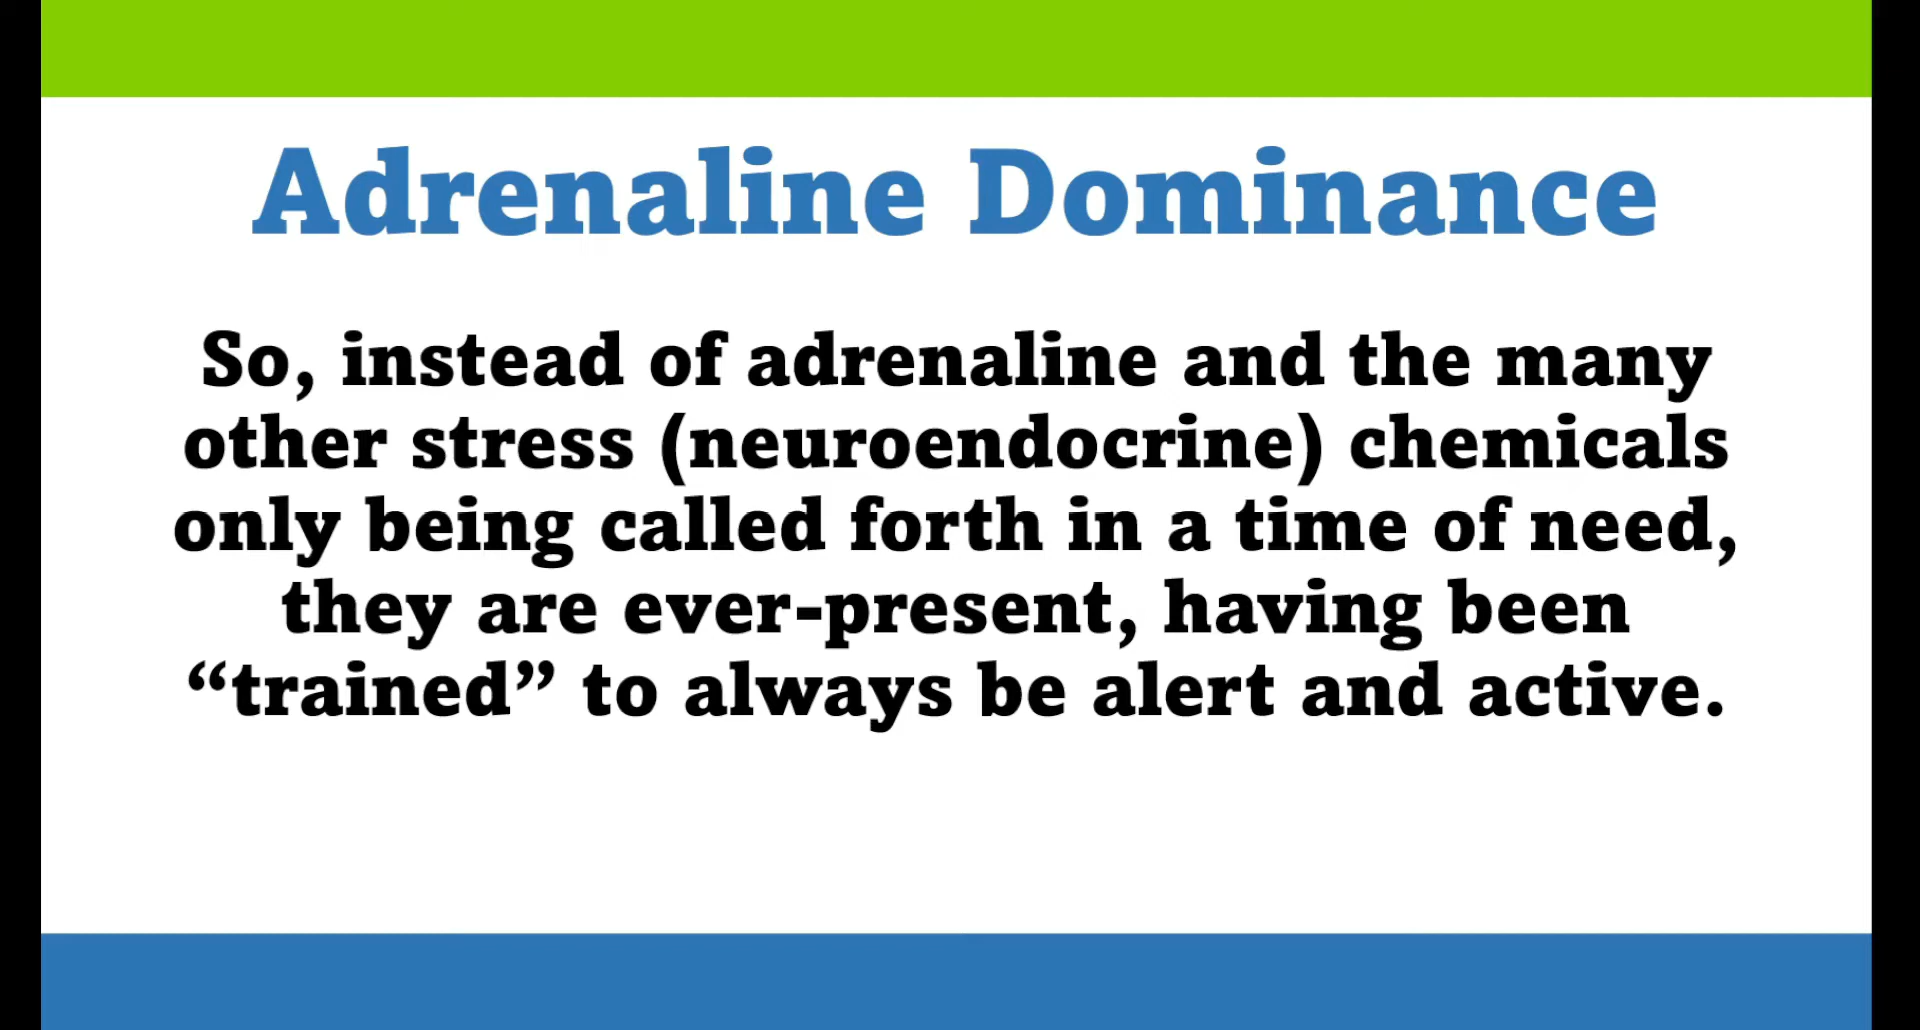 Adrenaline Dominance
So, instead of adrenaline and the many
other stress (neuroendocrine) chemicals
only being called forth in a time of need,
they are ever-present, having been
“trained” to always be alert and active.